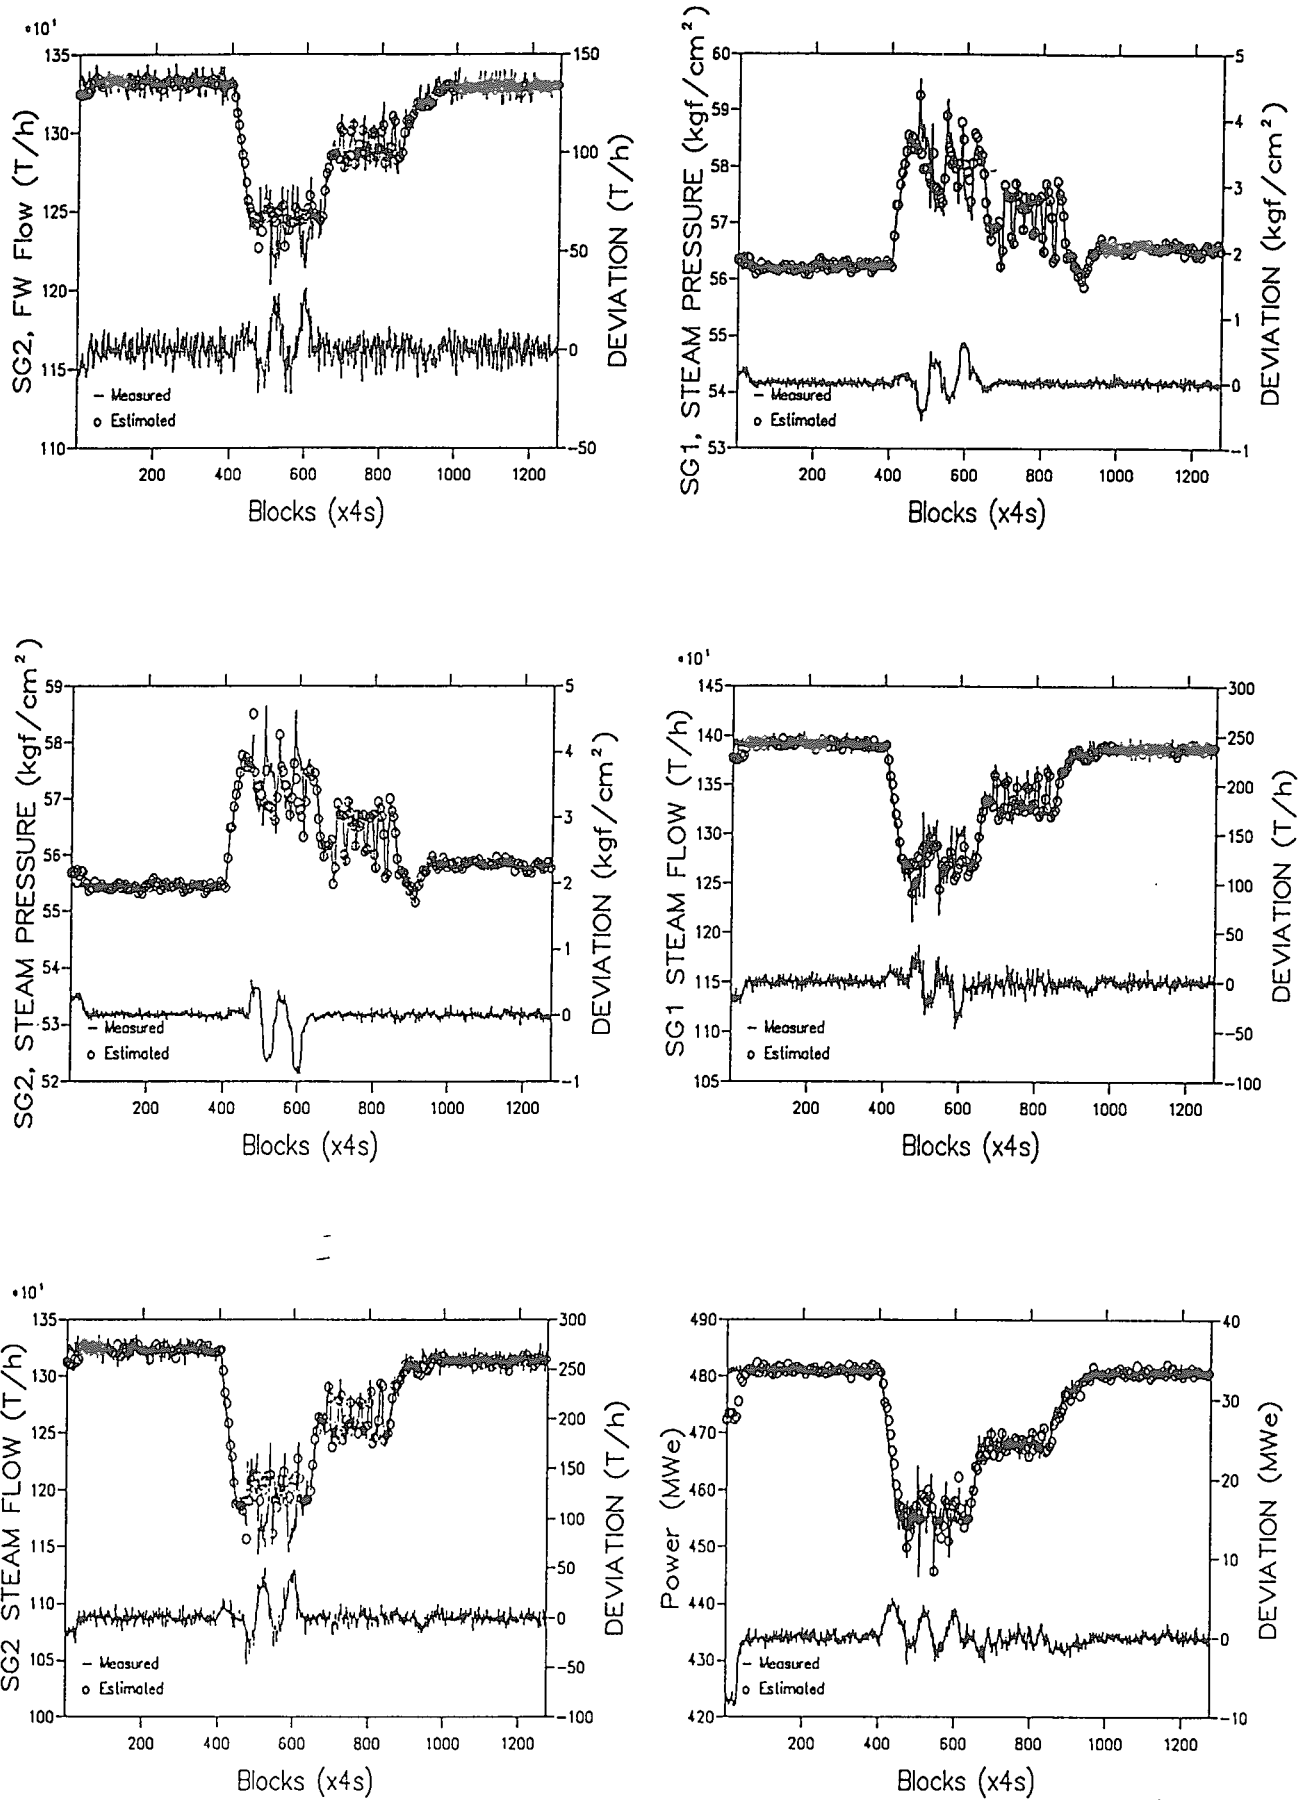 •10¹
135
131
125
120
115
110
150
100
50
0
-50
SG2, FW Flow (T/h)
DEVIATION (T/h)
— Measured
o Estimated
200 400 600 800 1000 1200
Blocks (x4s)
60
59
58
57
56
55
54
53
5
4
3
2
1
0
-1
SG1, STEAM PRESSURE (kgf/cm²)
DEVIATION (kgf/cm²)
— Measured
o Estimated
200 400 600 800 1000 1200
Blocks (x4s)
59
58
57
56
55
54
53
52
5
4
3
2
1
0
-1
SG2, STEAM PRESSURE (kgf/cm²)
DEVIATION (kgf/cm²)
— Measured
o Estimated
200 400 600 800 1000 1200
Blocks (x4s)
•10¹
145
140
135
130
125
120
115
110
105
300
250
200
150
100
50
0
-50
-100
SG1 STEAM FLOW (T/h)
DEVIATION (T/h)
— Measured
o Estimated
200 400 600 800 1000 1200
Blocks (x4s)
•10¹
135
130
125
120
115
110
105
100
300
250
200
150
100
50
0
-50
-100
SG2 STEAM FLOW (T/h)
DEVIATION (T/h)
— Measured
o Estimated
200 400 600 800 1000 1200
Blocks (x4s)
490
480
470
460
450
440
430
420
40
30
20
10
0
-10
Power (MWe)
DEVIATION (MWe)
— Measured
o Estimated
200 400 600 800 1000 1200
Blocks (x4s)